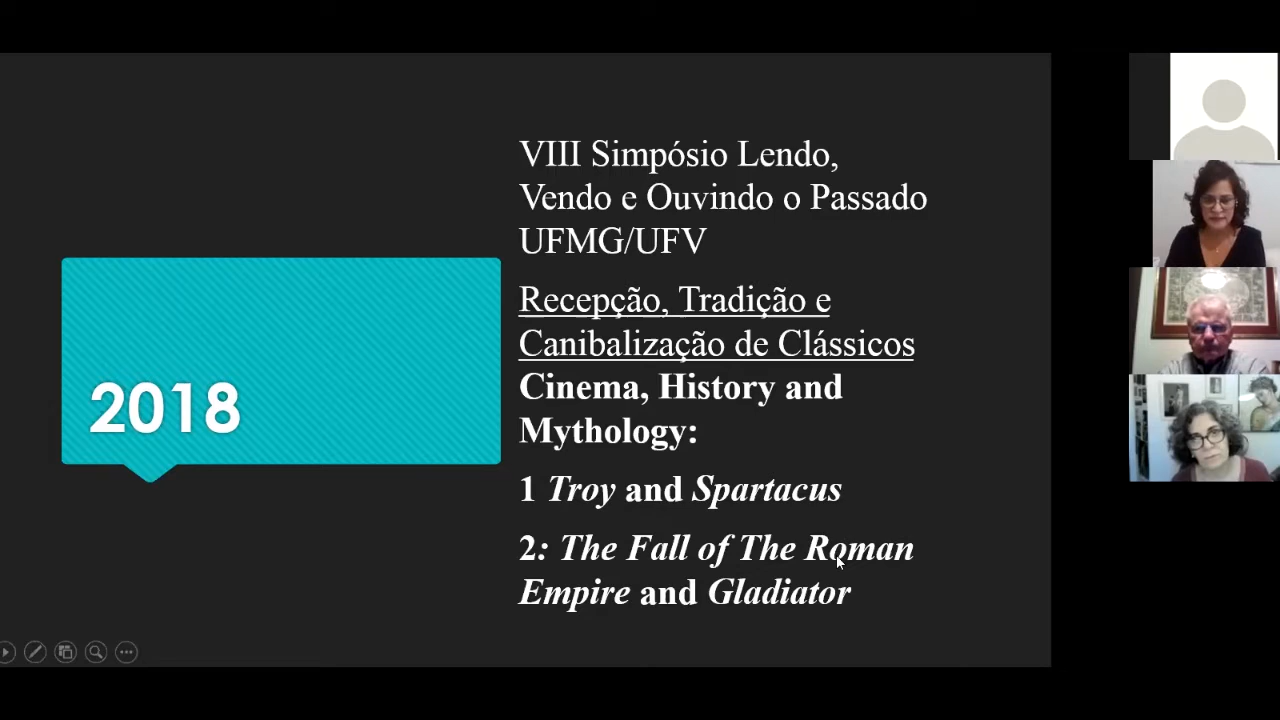 2018
VIII Simpósio Lendo,
Vendo e Ouvindo o Passado
UFMG/UFV
Recepção, Tradição e
Canibalização de Clássicos
Cinema, History and
Mythology:
1 Troy and Spartacus
2: The Fall of The Roman
Empire and Gladiator